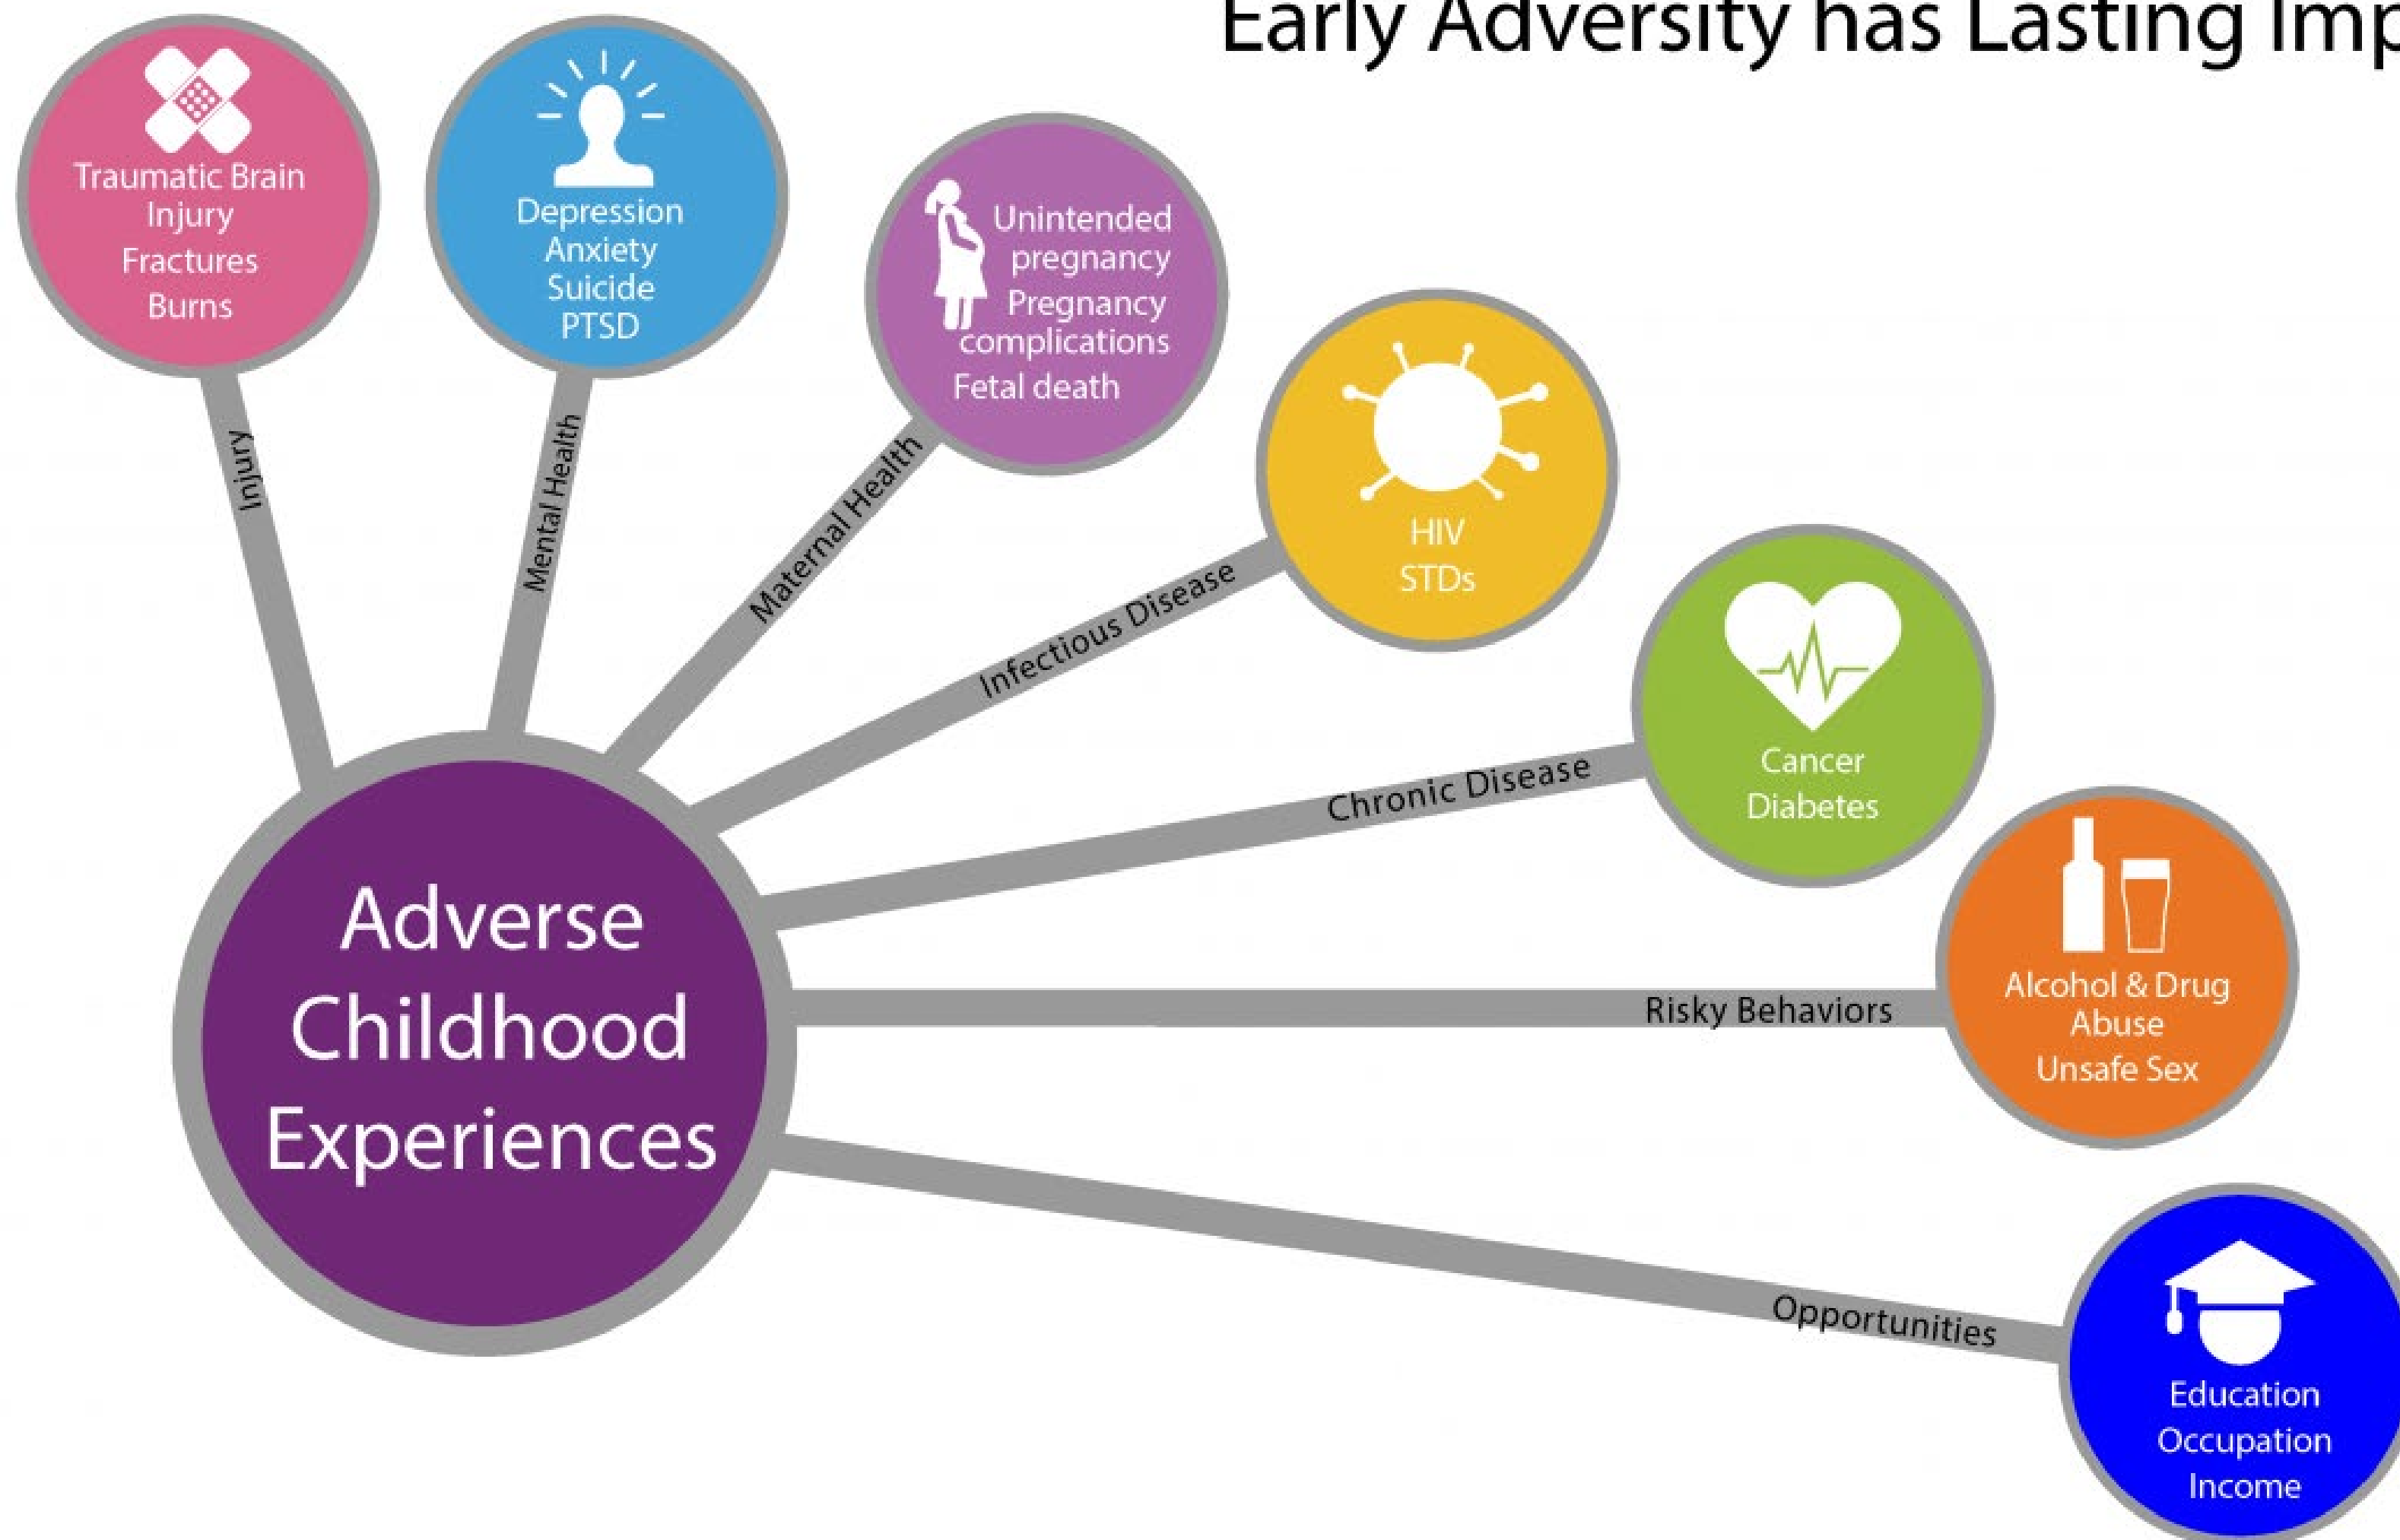 Early Adversity has Lasting Imp
Traumatic Brain
Injury
Fractures
Burns
Depression
Anxiety
Suicide
PTSD
Unintended
pregnancy
Pregnancy
complications
Fetal death
HIV
STDs
Cancer
Diabetes
Alcohol & Drug
Abuse
Unsafe Sex
Education
Occupation
Income
Injury
Mental Health
Maternal Health
Infectious Disease
Chronic Disease
Risky Behaviors
Opportunities
Adverse
Childhood
Experiences